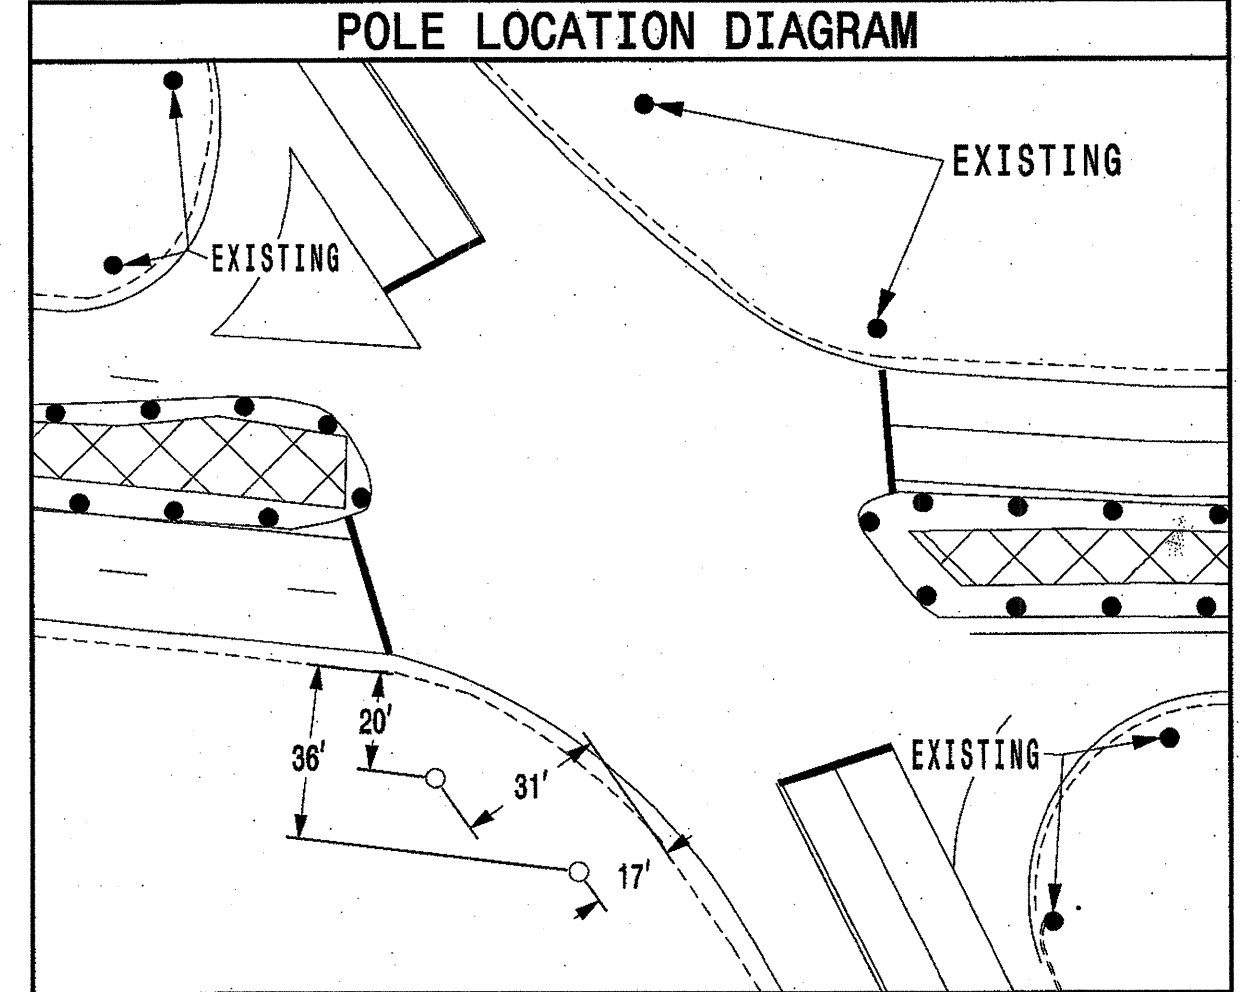 POLE LOCATION DIAGRAM
EXISTING
EXISTING
20'
36'
31'
17'
EXISTING